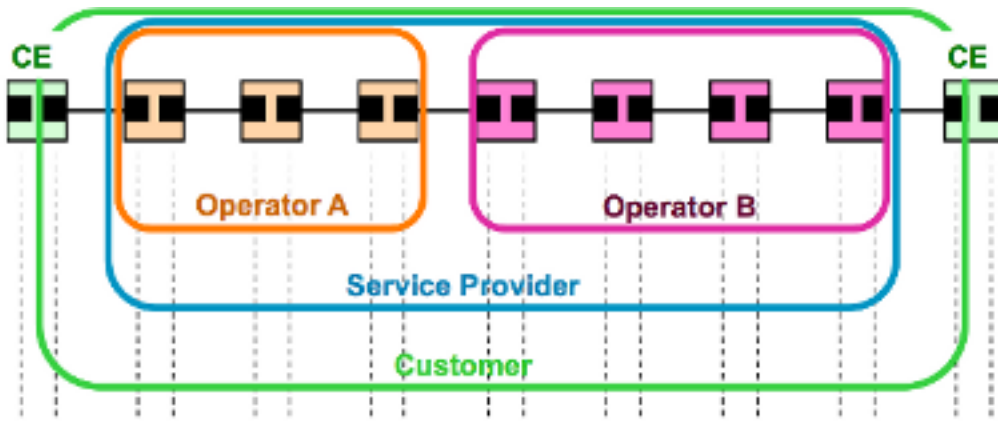 CE
CE
Operator A
Operator B
Service Provider
Customer